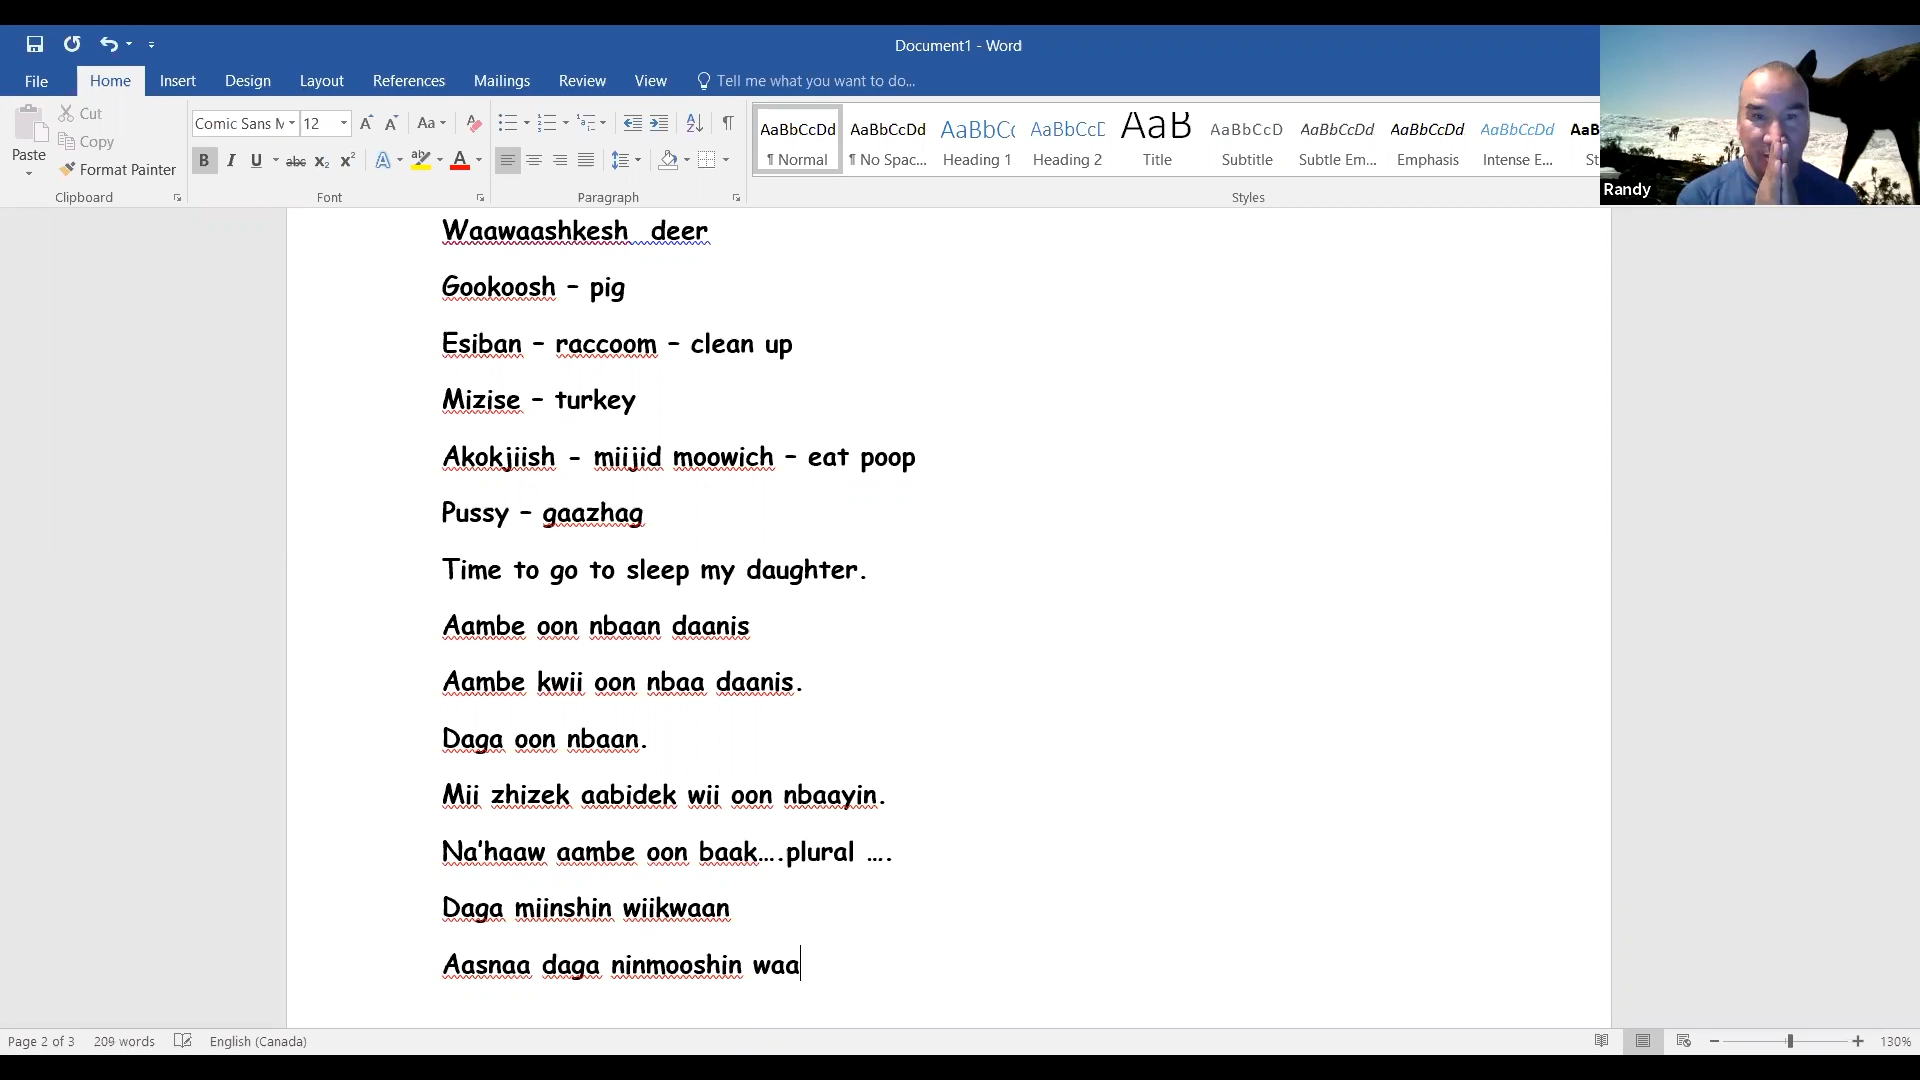 Document1 - Word
File Home Insert Design Layout References Mailings Review View Tell me what you want to do...
Paste
Cut
Copy
Format Painter
Clipboard
Comic Sans M 12
Font
Paragraph
AaBbCcDd AaBbCcDd AaBbCc AaBbCcD AaB AaBbCcD AaBbCcDd AaBbCcDd AaBbCcDd AaBb
¶ Normal ¶ No Spac... Heading 1 Heading 2 Title Subtitle Subtle Em... Emphasis Intense E... St
Styles
Randy
Waawaashkesh deer
Gookoosh – pig
Esiban – raccoom – clean up
Mizise – turkey
Akokjiish - miijid moowich – eat poop
Pussy – gaazhag
Time to go to sleep my daughter.
Aambe oon nbaan daanis
Aambe kwii oon nbaa daanis.
Daga oon nbaan.
Mii zhizek aabidek wii oon nbaayin.
Na'haaw aambe oon baak….plural ….
Daga miinshin wiikwaan
Aasnaa daga ninmooshin waa
Page 2 of 3 209 words English (Canada) 130%